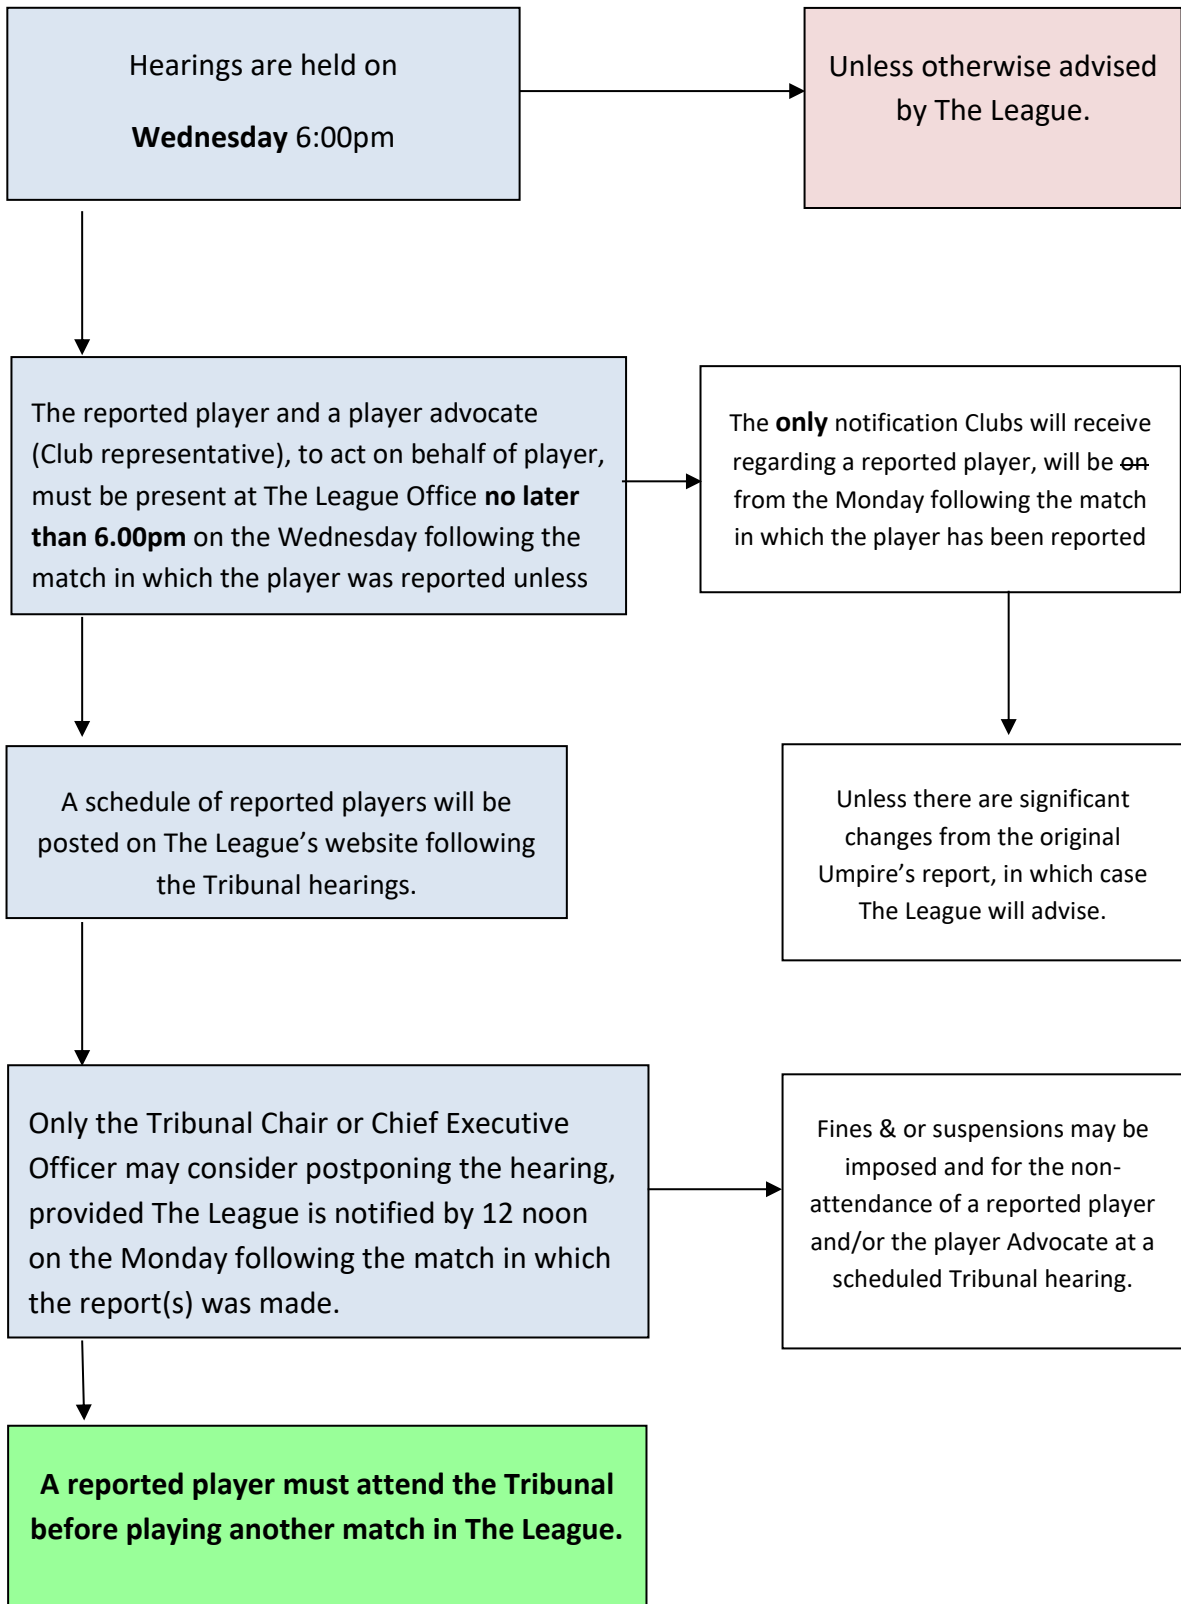 Hearings are held on
Wednesday 6:00pm
Unless otherwise advised
by The League.
The reported player and a player advocate
(Club representative), to act on behalf of player,
must be present at The League Office no later
than 6.00pm on the Wednesday following the
match in which the player was reported unless
The only notification Clubs will receive
regarding a reported player, will be on
from the Monday following the match
in which the player has been reported
A schedule of reported players will be
posted on The League’s website following
the Tribunal hearings.
Unless there are significant
changes from the original
Umpire’s report, in which case
The League will advise.
Only the Tribunal Chair or Chief Executive
Officer may consider postponing the hearing,
provided The League is notified by 12 noon
on the Monday following the match in which
the report(s) was made.
Fines & or suspensions may be
imposed and for the non-
attendance of a reported player
and/or the player Advocate at a
scheduled Tribunal hearing.
A reported player must attend the Tribunal
before playing another match in The League.